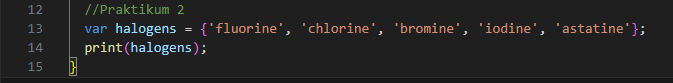 12 //Praktikum 2
13 var halogens = {'fluorine', 'chlorine', 'bromine', 'iodine', 'astatine'};
14 print(halogens);
15 }